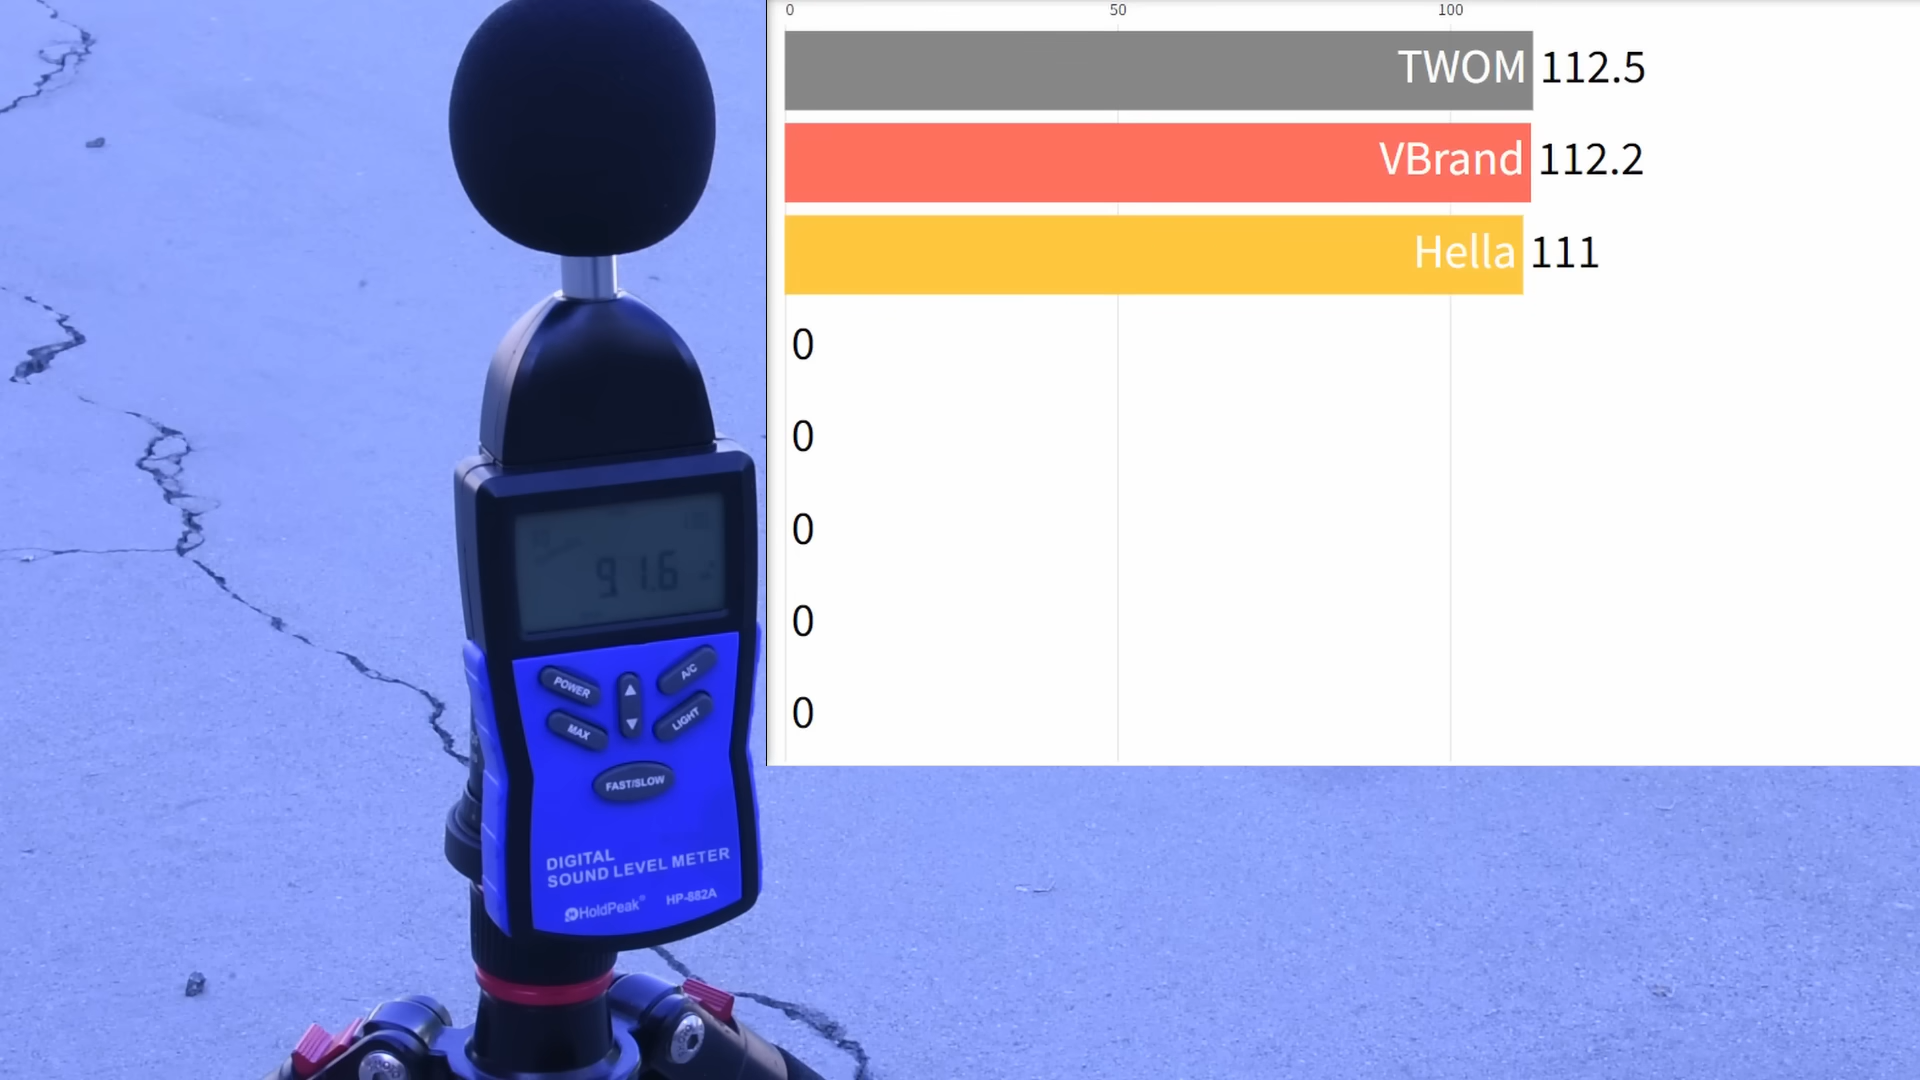 0 50 100
TWOM 112.5
VBrand 112.2
Hella 111
0
0
0
0
0
91.6
POWER
A/C
MAX
LIGHT
FAST/SLOW
DIGITAL
SOUND LEVEL METER
HoldPeak® HP-882A